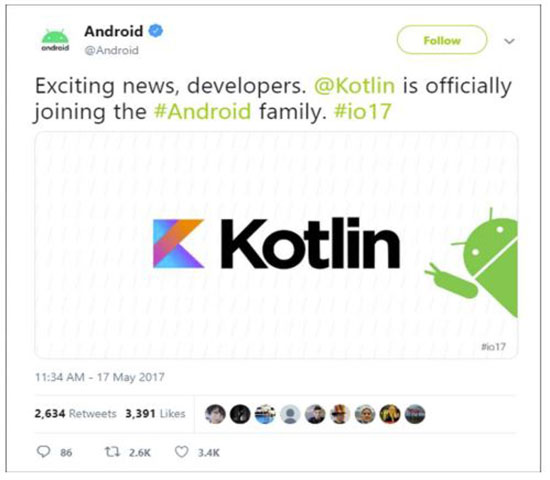 Android
android
@Android
Follow
Exciting news, developers. @Kotlin is officially
joining the #Android family. #io17
Kotlin
#io17
11:34 AM - 17 May 2017
2,634 Retweets 3,391 Likes
86 2.6K 3.4K